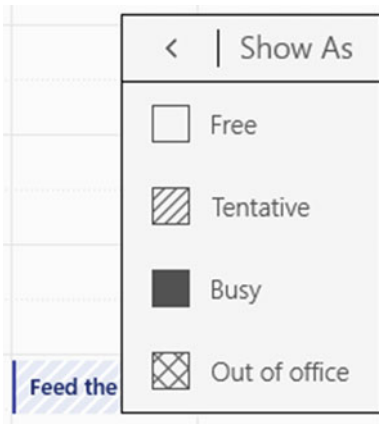 Show As
Free
Tentative
Busy
Out of office
Feed the